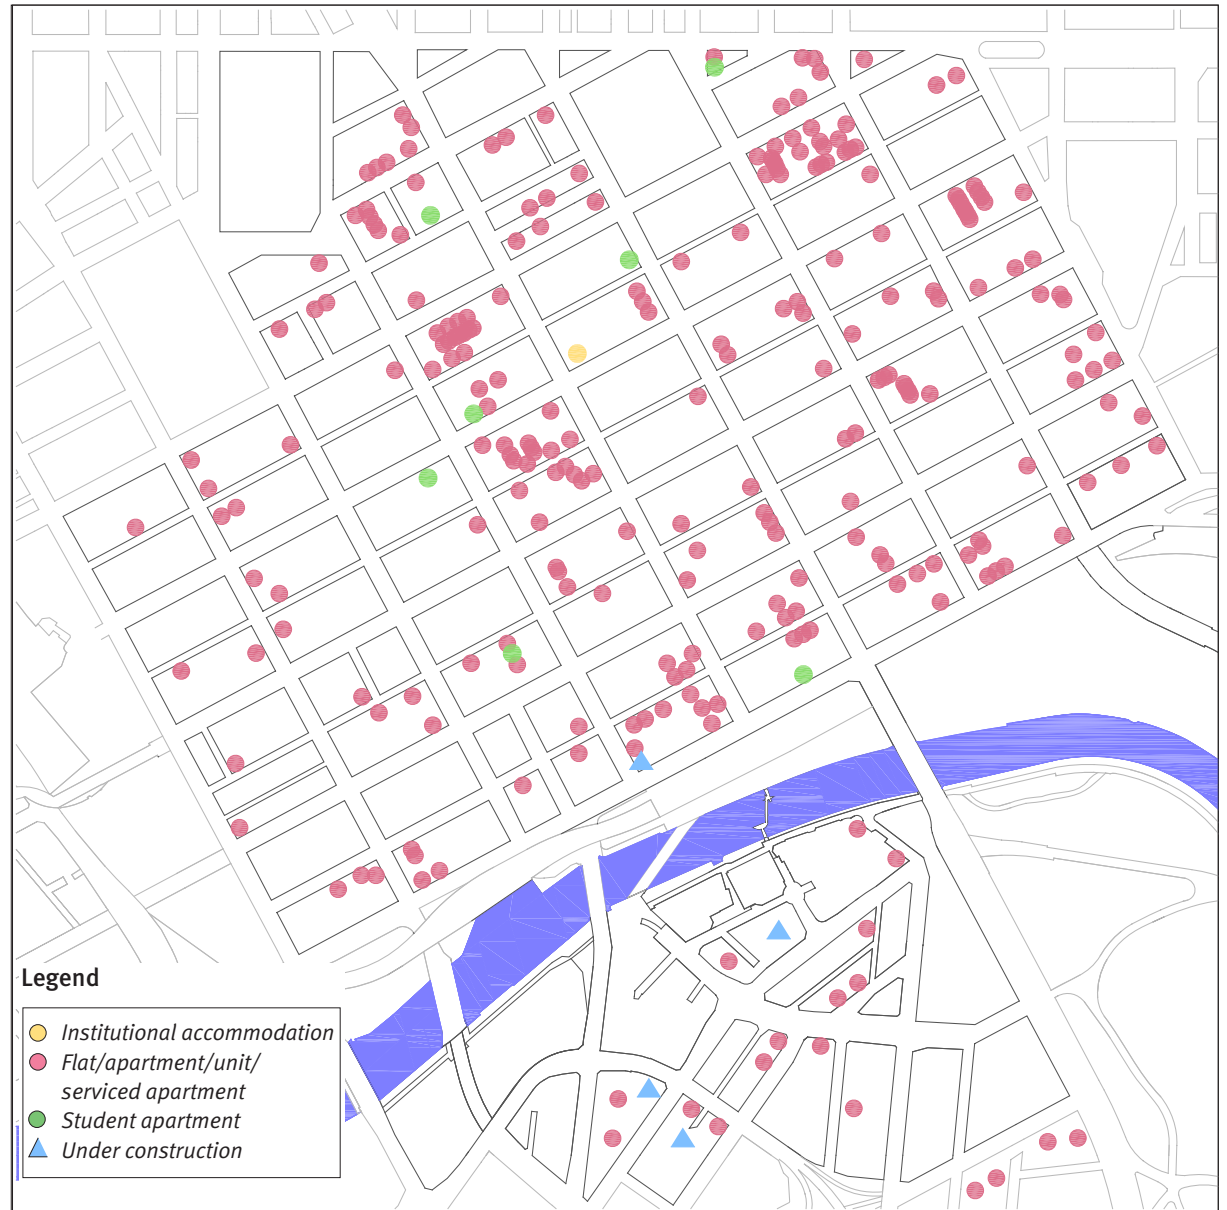 Legend
Institutional accommodation
Flat/apartment/unit/
serviced apartment
Student apartment
Under construction